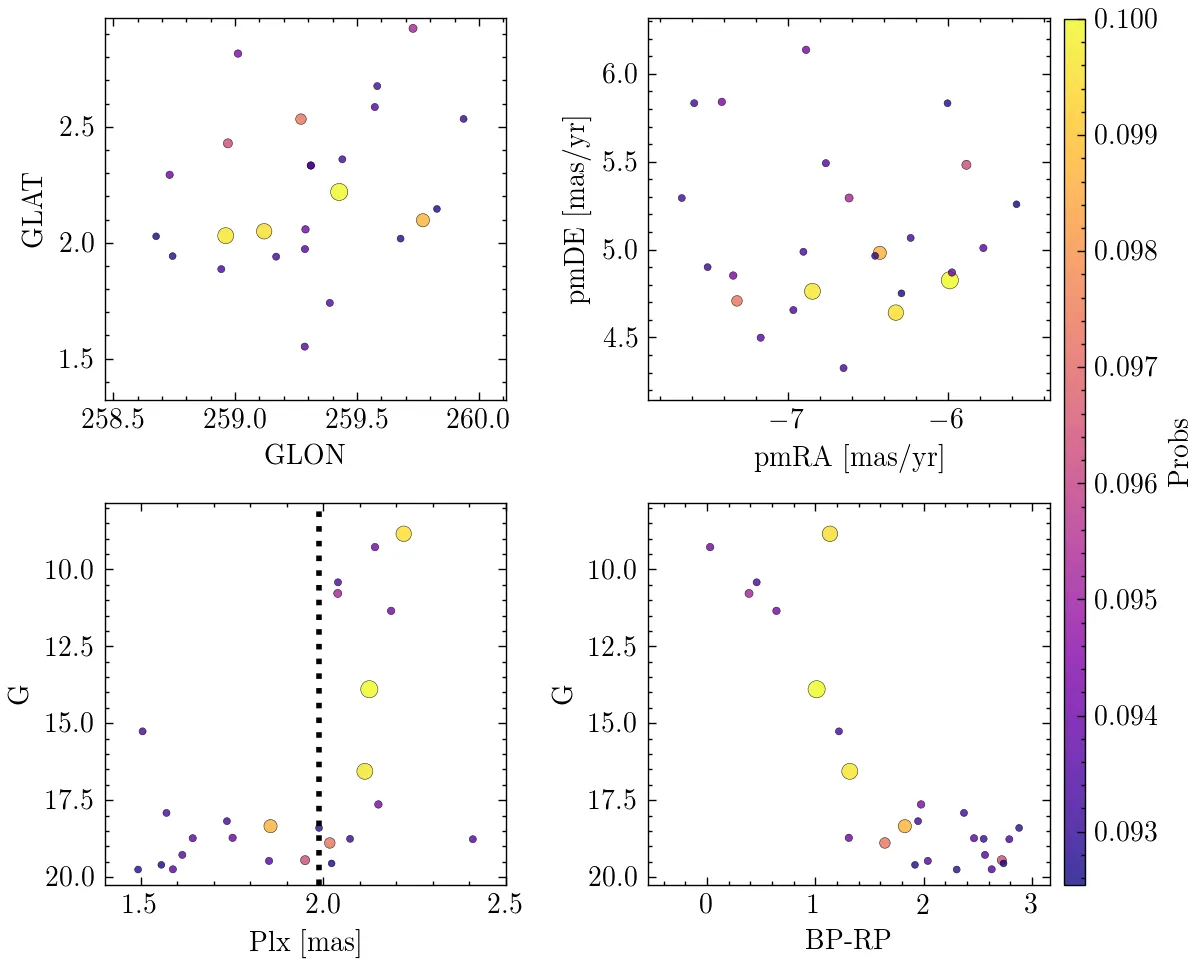 GLAT
2.5
2.0
1.5
258.5 259.0 259.5 260.0
GLON
pmDE [mas/yr]
6.0
5.5
5.0
4.5
−7 −6
pmRA [mas/yr]
G
10.0
12.5
15.0
17.5
20.0
1.5 2.0 2.5
Plx [mas]
G
10.0
12.5
15.0
17.5
20.0
0 1 2 3
BP-RP
0.100
0.099
0.098
0.097
0.096
0.095
0.094
0.093
Probs